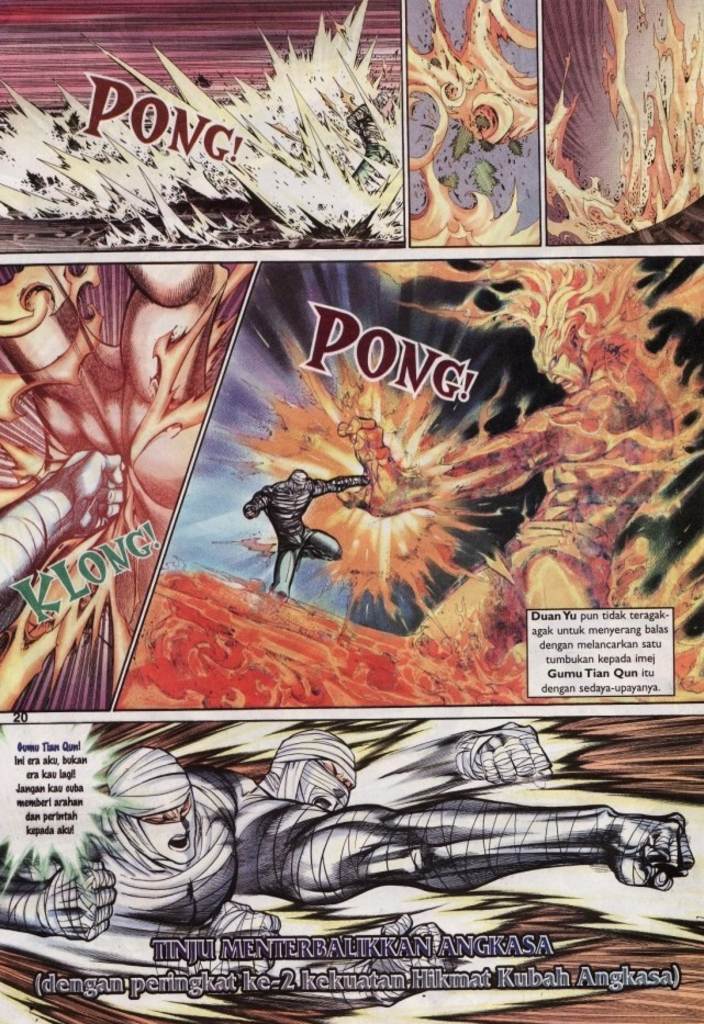 PONG!
KLONG!
PONG!
Duan Yu pun tidak teragak-
agak untuk menyerang balas
dengan melancarkan satu
tumbukan kepada imej
Gumu Tian Qun itu
dengan sedaya-upayanya.
20
Gumu Tian Qun!
Ini era aku, bukan
era kau lagi!
Jangan kau cuba
memberi arahan
dan perintah
kepada aku!
TINJU MENTERBALIKKAN ANGKASA
(dengan peringkat ke-2 kekuatan Hikmat Kubah Angkasa)